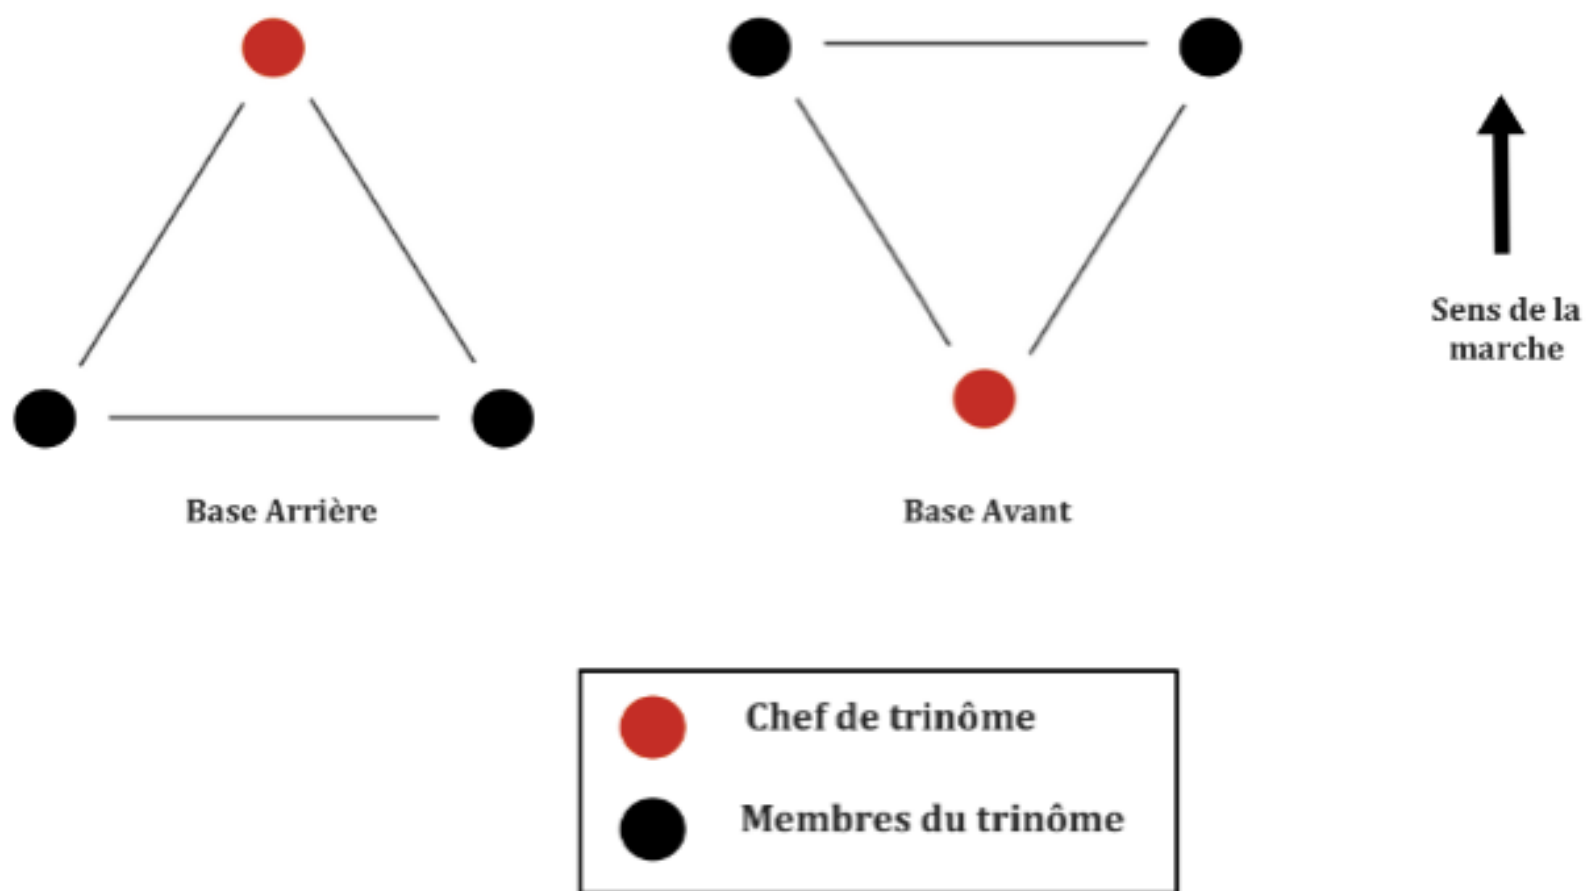 Sens de la
marche
Base Arrière
Base Avant
Chef de trinôme
Membres du trinôme